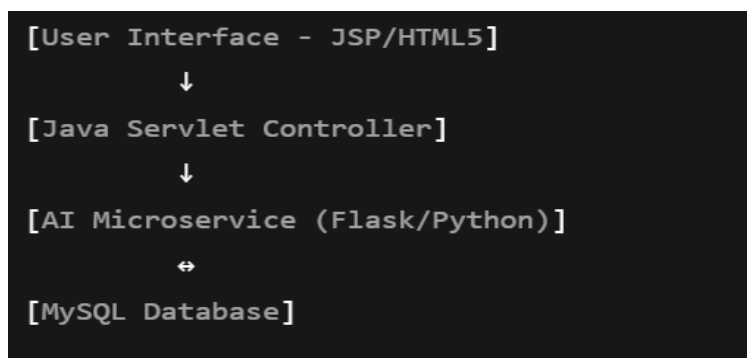 [User Interface - JSP/HTML5]
↓
[Java Servlet Controller]
↓
[AI Microservice (Flask/Python)]
↔
[MySQL Database]